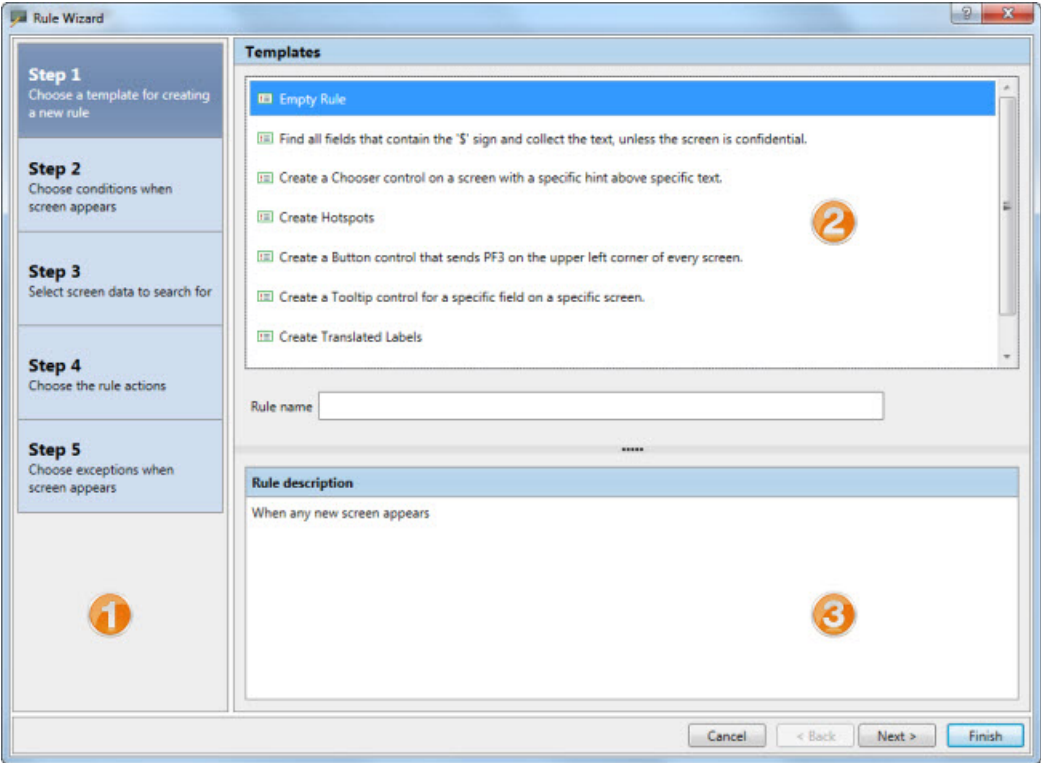 Rule Wizard
?
Step 1
Choose a template for creating
a new rule
Step 2
Choose conditions when
screen appears
Step 3
Select screen data to search for
Step 4
Choose the rule actions
Step 5
Choose exceptions when
screen appears
1
Templates
Empty Rule
Find all fields that contain the '$' sign and collect the text, unless the screen is confidential.
Create a Chooser control on a screen with a specific hint above specific text.
Create Hotspots
Create a Button control that sends PF3 on the upper left corner of every screen.
Create a Tooltip control for a specific field on a specific screen.
Create Translated Labels
2
Rule name
Rule description
When any new screen appears
3
Cancel
< Back
Next >
Finish